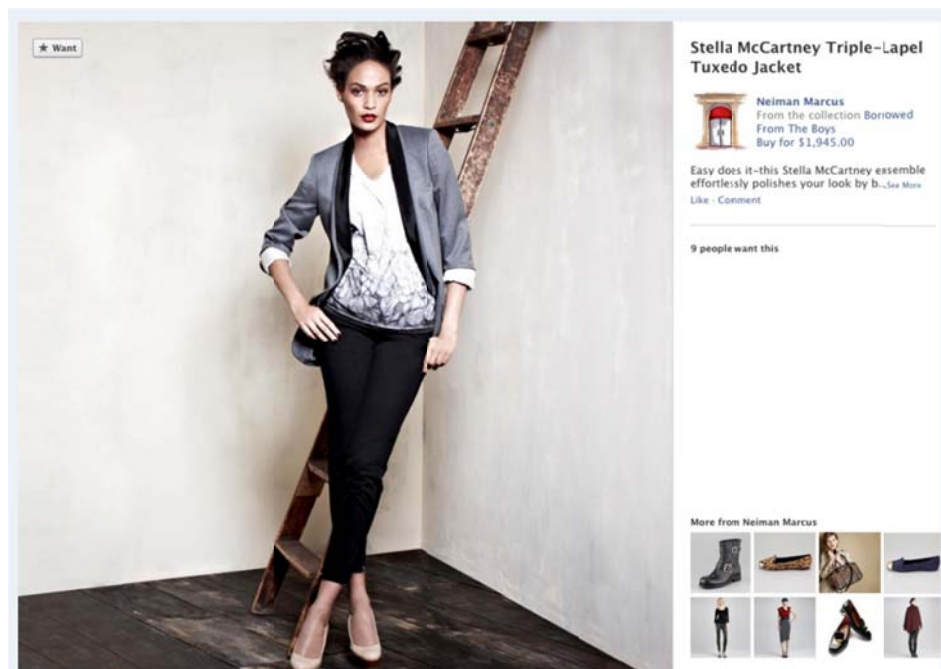 ★ Want
Stella McCartney Triple-Lapel
Tuxedo Jacket
Neiman Marcus
From the collection Borrowed
From The Boys
Buy for $1,945.00
Easy does it-this Stella McCartney ensemble
effortlessly polishes your look by b...See More
Like · Comment
9 people want this
More from Neiman Marcus